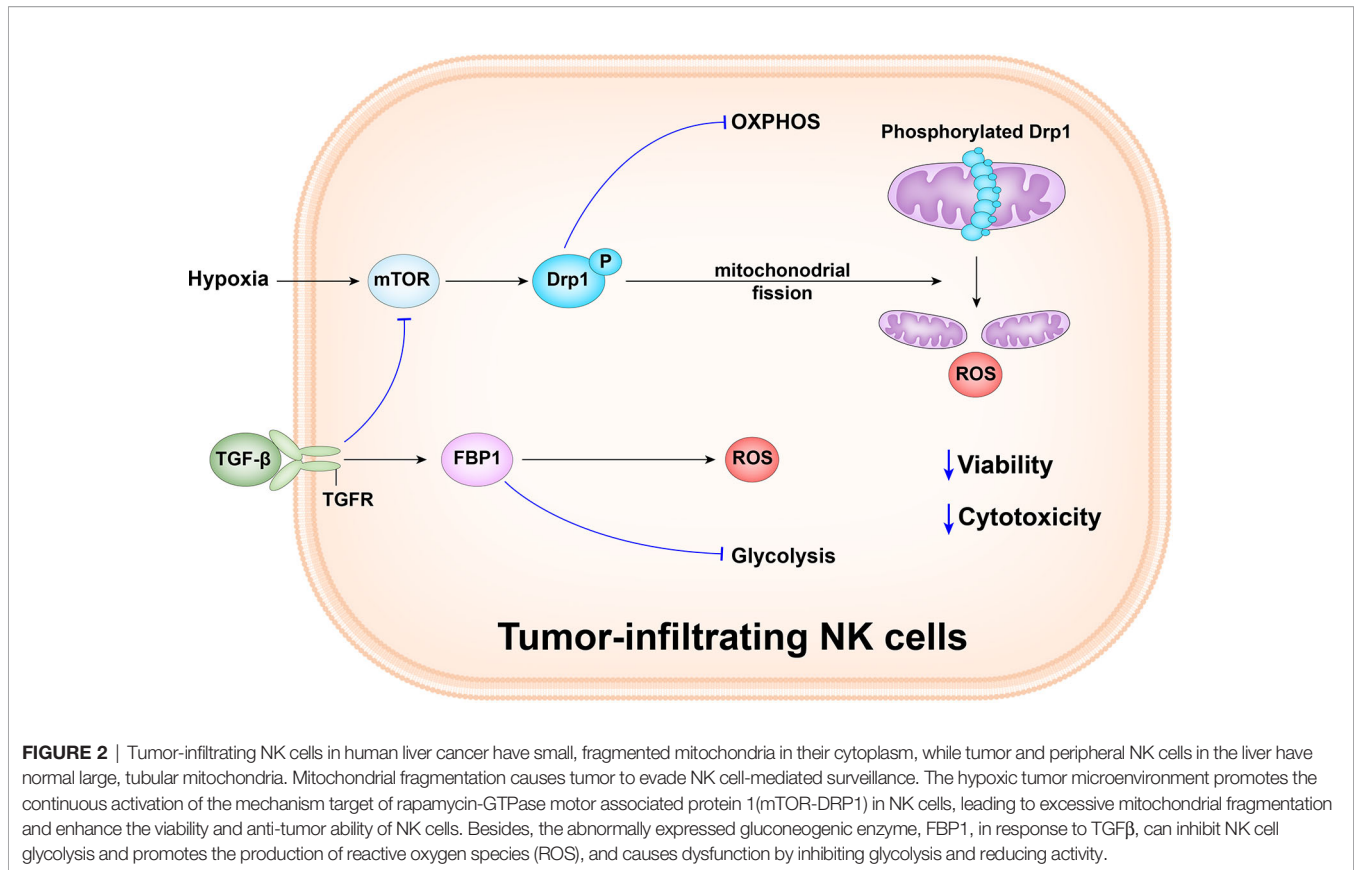 OXPHOS
Phosphorylated Drp1
Hypoxia
mTOR
Drp1
P
mitochonodrial
fission
ROS
TGF-β
TGFR
FBP1
ROS
Viability
Cytotoxicity
Glycolysis
Tumor-infiltrating NK cells
FIGURE 2 | Tumor-infiltrating NK cells in human liver cancer have small, fragmented mitochondria in their cytoplasm, while tumor and peripheral NK cells in the liver have
normal large, tubular mitochondria. Mitochondrial fragmentation causes tumor to evade NK cell-mediated surveillance. The hypoxic tumor microenvironment promotes the
continuous activation of the mechanism target of rapamycin-GTPase motor associated protein 1(mTOR-DRP1) in NK cells, leading to excessive mitochondrial fragmentation
and enhance the viability and anti-tumor ability of NK cells. Besides, the abnormally expressed gluconeogenic enzyme, FBP1, in response to TGFβ, can inhibit NK cell
glycolysis and promotes the production of reactive oxygen species (ROS), and causes dysfunction by inhibiting glycolysis and reducing activity.